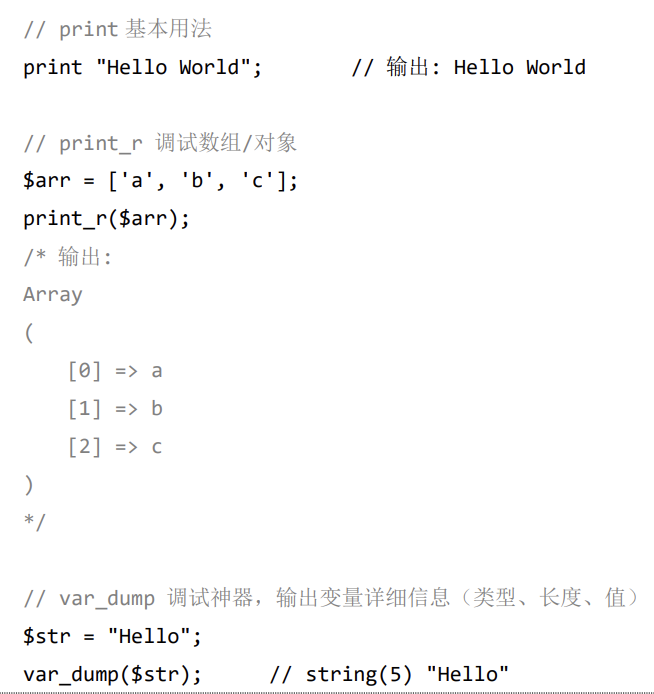 // print 基本用法
print "Hello World";       // 输出: Hello World
// print_r 调试数组/对象
$arr = ['a', 'b', 'c'];
print_r($arr);
/* 输出:
Array
(
    [0] => a
    [1] => b
    [2] => c
)
*/
// var_dump 调试神器，输出变量详细信息（类型、长度、值）
$str = "Hello";
var_dump($str);      // string(5) "Hello"